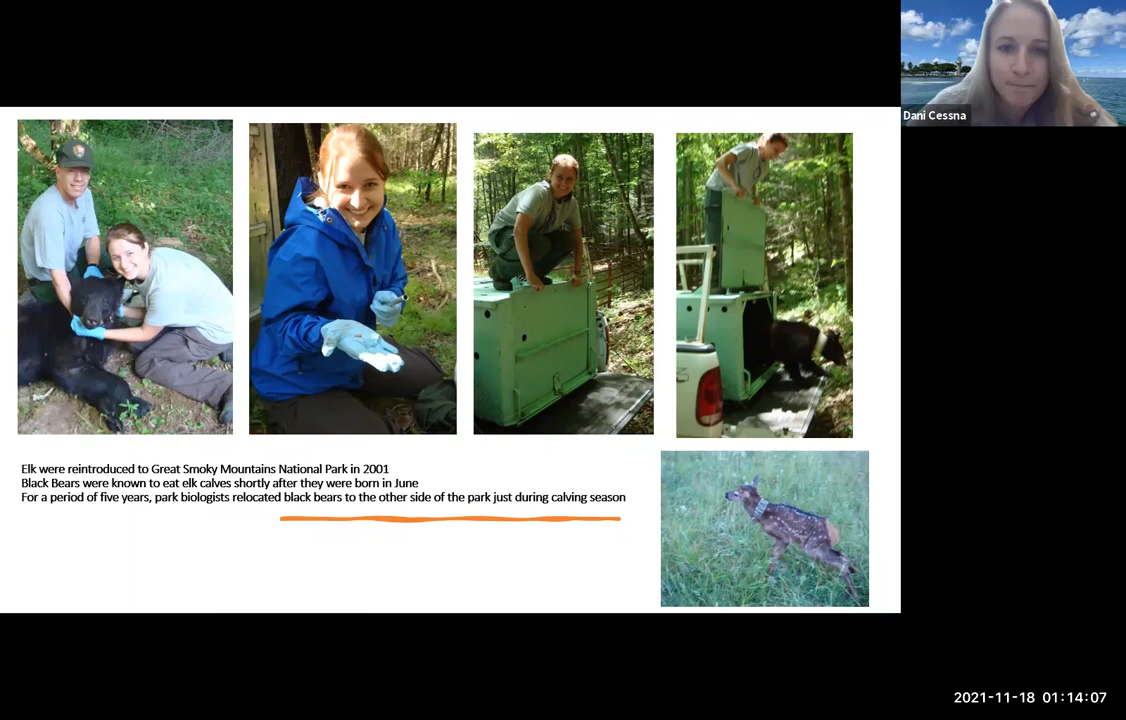 Dani Cessna
Elk were reintroduced to Great Smoky Mountains National Park in 2001
Black Bears were known to eat elk calves shortly after they were born in June
For a period of five years, park biologists relocated black bears to the other side of the park just during calving season
2021-11-18 01:14:07